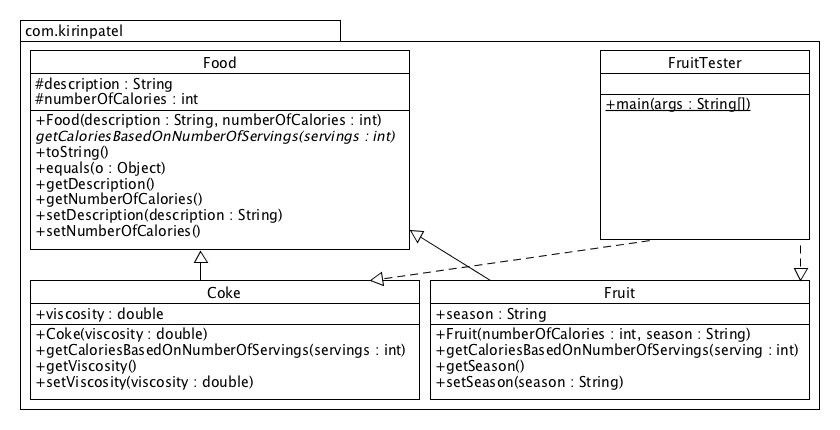 com.kirinpatel
Food
#description : String
#numberOfCalories : int
+Food(description : String, numberOfCalories : int)
getCaloriesBasedOnNumberOfServings(servings : int)
+toString()
+equals(o : Object)
+getDescription()
+getNumberOfCalories()
+setDescription(description : String)
+setNumberOfCalories()
FruitTester
+main(args : String[])
Coke
+viscosity : double
+Coke(viscosity : double)
+getCaloriesBasedOnNumberOfServings(servings : int)
+getViscosity()
+setViscosity(viscosity : double)
Fruit
+season : String
+Fruit(numberOfCalories : int, season : String)
+getCaloriesBasedOnNumberOfServings(serving : int)
+getSeason()
+setSeason(season : String)